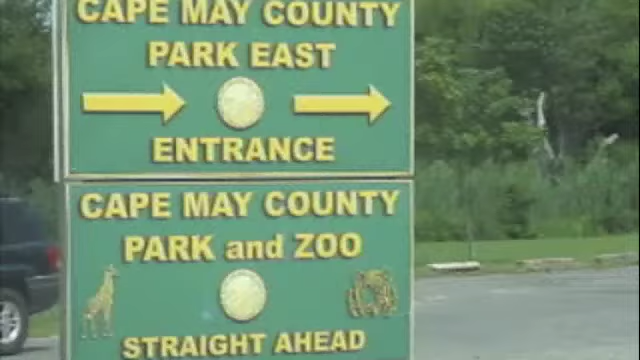 CAPE MAY COUNTY
PARK EAST
ENTRANCE
CAPE MAY COUNTY
PARK and ZOO
STRAIGHT AHEAD